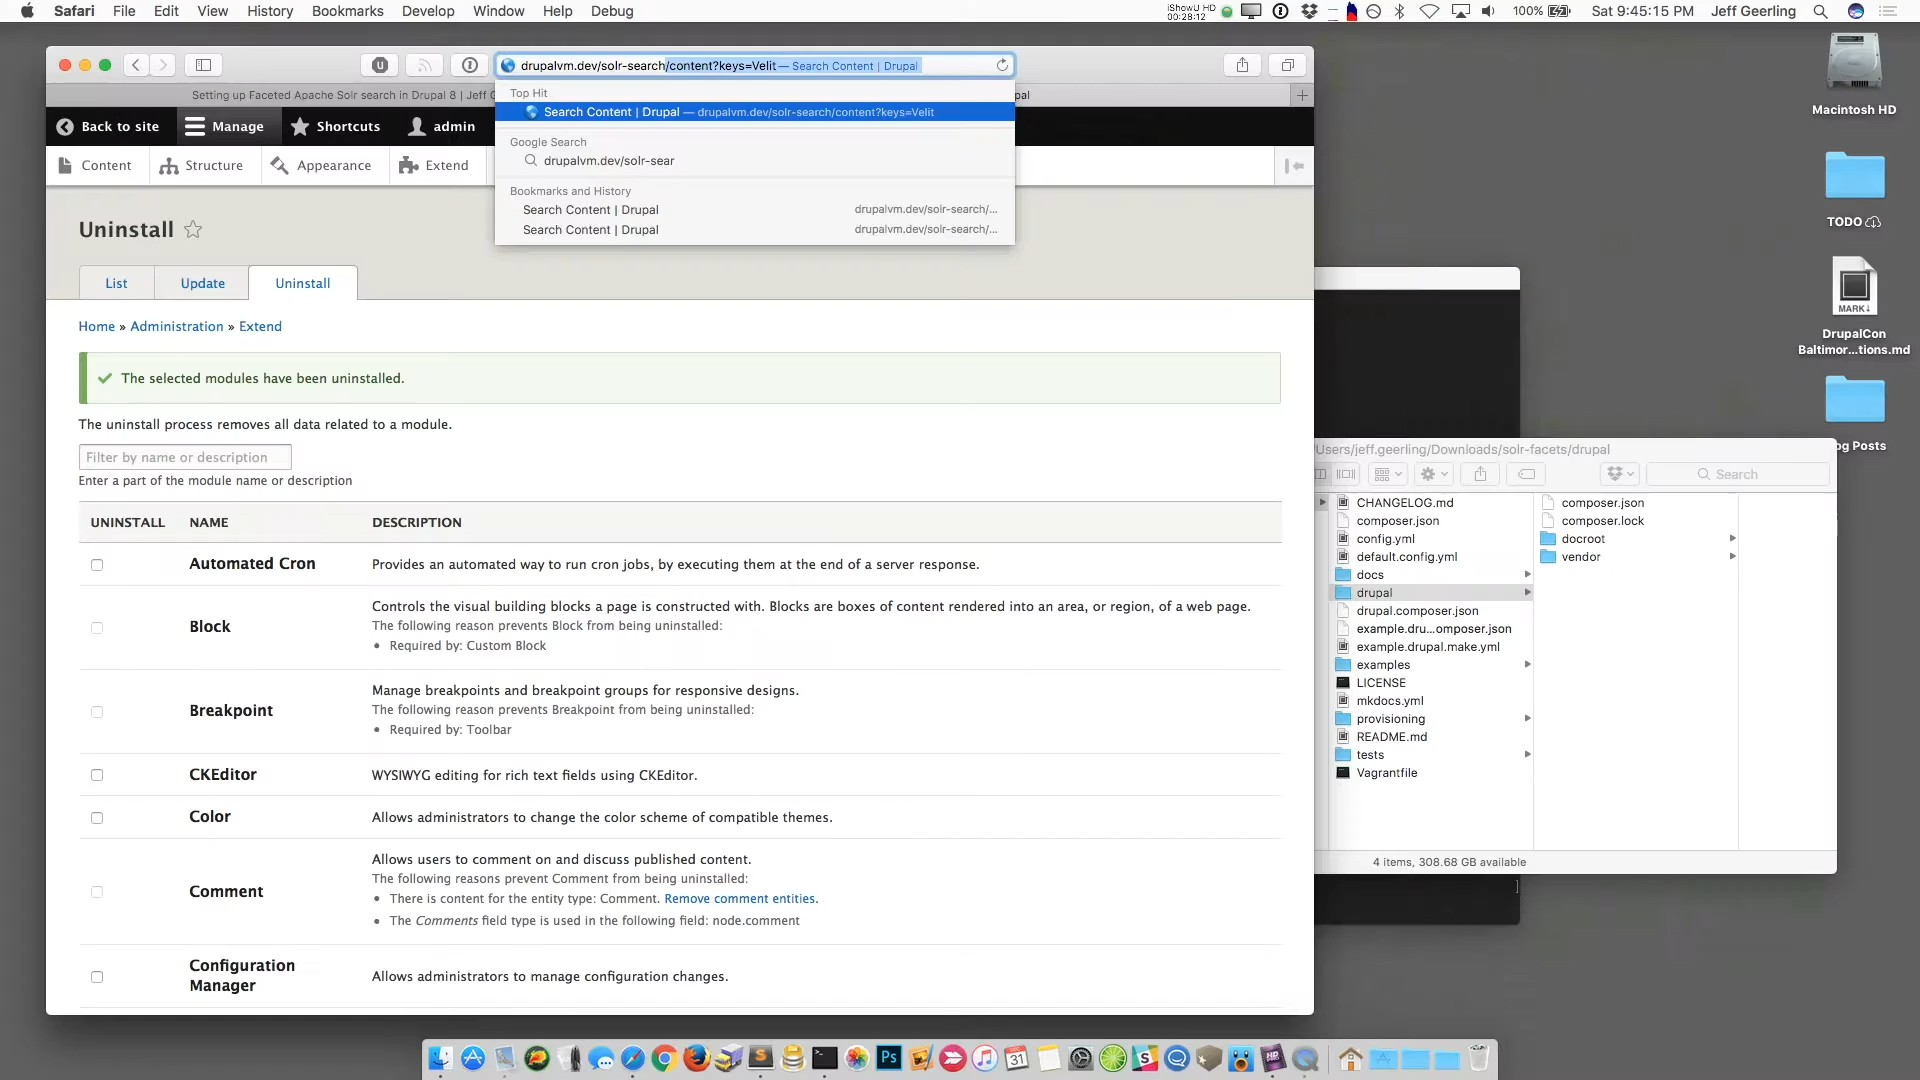 Safari File Edit View History Bookmarks Develop Window Help Debug
iShowU HD
00:28:12
100%
Sat 9:45:15 PM Jeff Geerling
drupalvm.dev/solr-search/content?keys=Velit — Search Content | Drupal
Setting up Faceted Apache Solr search in Drupal 8 | Jeff G
pal
Top Hit
Search Content | Drupal — drupalvm.dev/solr-search/content?keys=Velit
Google Search
drupalvm.dev/solr-sear
Bookmarks and History
Search Content | Drupal drupalvm.dev/solr-search/...
Search Content | Drupal drupalvm.dev/solr-search/...
Back to site Manage Shortcuts admin
Content Structure Appearance Extend
Uninstall
List Update Uninstall
Home » Administration » Extend
The selected modules have been uninstalled.
The uninstall process removes all data related to a module.
Filter by name or description
Enter a part of the module name or description
UNINSTALL NAME DESCRIPTION
Automated Cron Provides an automated way to run cron jobs, by executing them at the end of a server response.
Block Controls the visual building blocks a page is constructed with. Blocks are boxes of content rendered into an area, or region, of a web page.
The following reason prevents Block from being uninstalled:
• Required by: Custom Block
Breakpoint Manage breakpoints and breakpoint groups for responsive designs.
The following reason prevents Breakpoint from being uninstalled:
• Required by: Toolbar
CKEditor WYSIWYG editing for rich text fields using CKEditor.
Color Allows administrators to change the color scheme of compatible themes.
Comment Allows users to comment on and discuss published content.
The following reasons prevent Comment from being uninstalled:
• There is content for the entity type: Comment. Remove comment entities.
• The Comments field type is used in the following field: node.comment
Configuration
Manager Allows administrators to manage configuration changes.
Users/jeff.geerling/Downloads/solr-facets/drupal
Search
CHANGELOG.md
composer.json
config.yml
default.config.yml
docs
drupal
drupal.composer.json
example.dru...omposer.json
example.drupal.make.yml
examples
LICENSE
mkdocs.yml
provisioning
README.md
tests
Vagrantfile
composer.json
composer.lock
docroot
vendor
4 items, 308.68 GB available
Macintosh HD
TODO
MARK↓
DrupalCon
Baltimor...tions.md
og Posts
Ps
31